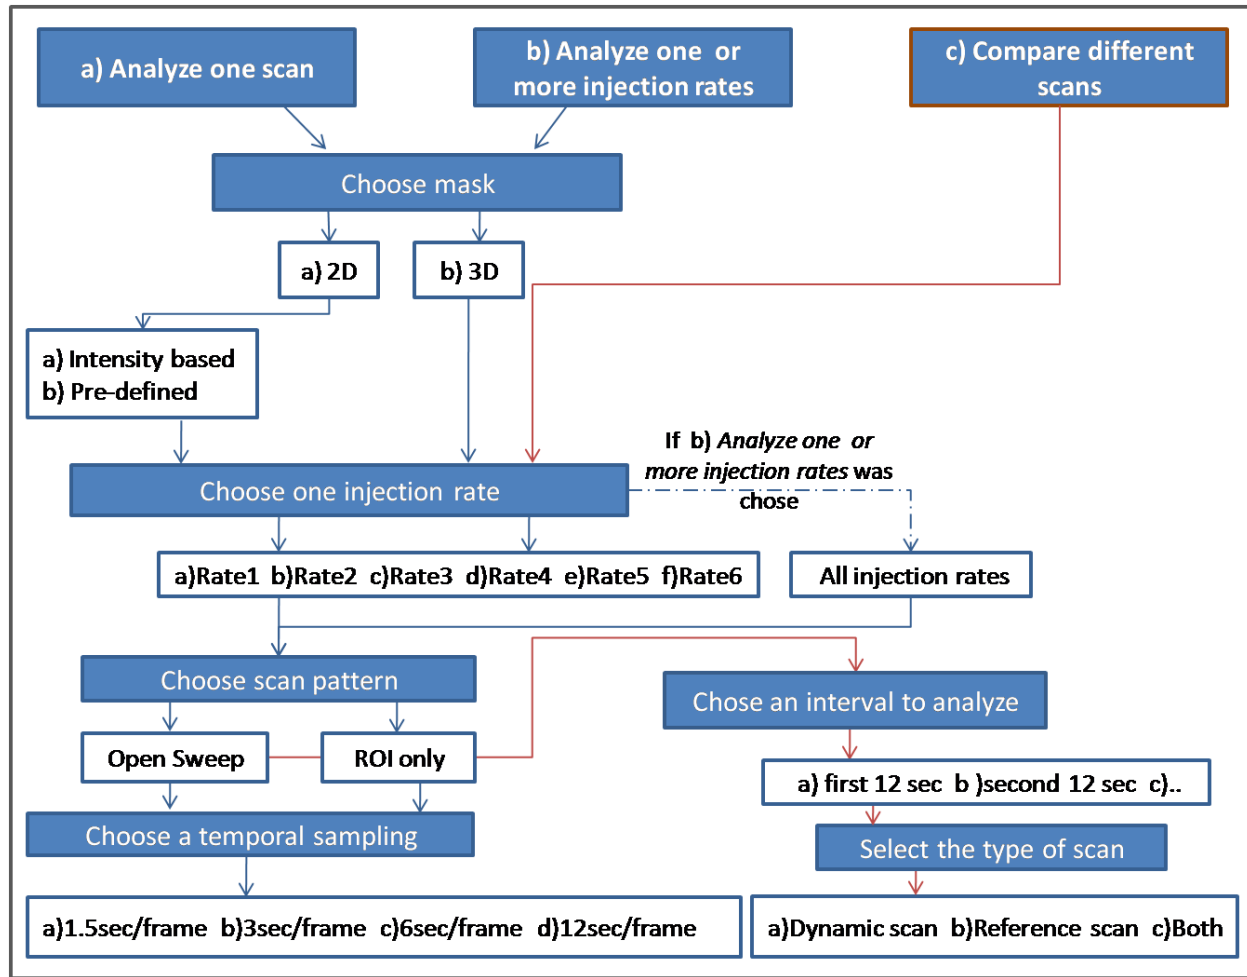 a) Analyze one scan
b) Analyze one or
more injection rates
c) Compare different
scans
Choose mask
a) 2D
b) 3D
a) Intensity based
b) Pre-defined
If b) Analyze one or
more injection rates was
chose
Choose one injection rate
a)Rate1 b)Rate2 c)Rate3 d)Rate4 e)Rate5 f)Rate6
All injection rates
Choose scan pattern
Chose an interval to analyze
Open Sweep
ROI only
a) first 12 sec b )second 12 sec c)..
Choose a temporal sampling
Select the type of scan
a)1.5sec/frame b)3sec/frame c)6sec/frame d)12sec/frame
a)Dynamic scan b)Reference scan c)Both